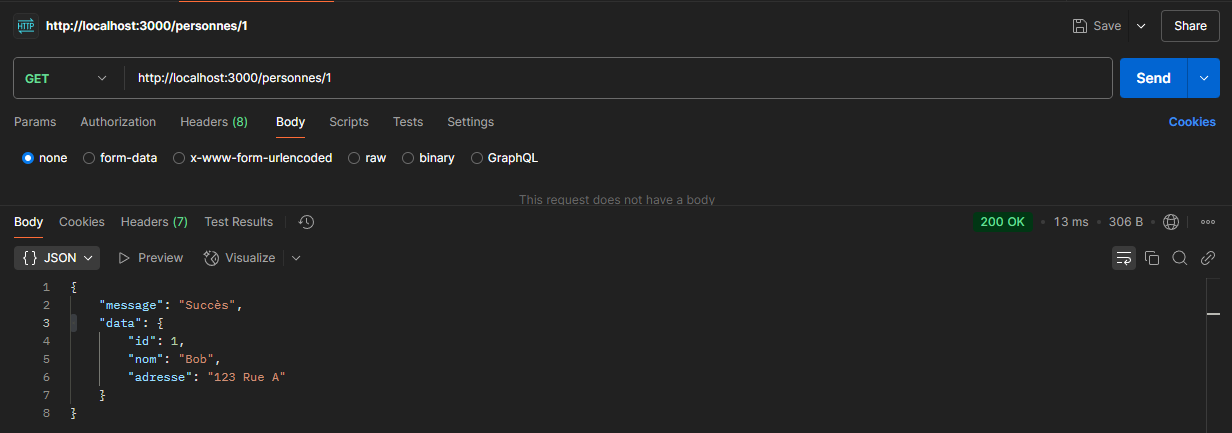 HTTP http://localhost:3000/personnes/1 Save Share
GET http://localhost:3000/personnes/1 Send
Params Authorization Headers (8) Body Scripts Tests Settings Cookies
none form-data x-www-form-urlencoded raw binary GraphQL
This request does not have a body
Body Cookies Headers (7) Test Results 200 OK • 13 ms • 306 B •
{} JSON Preview Visualize
1 {
2 "message": "Succès",
3 "data": {
4 "id": 1,
5 "nom": "Bob",
6 "adresse": "123 Rue A"
7 }
8 }